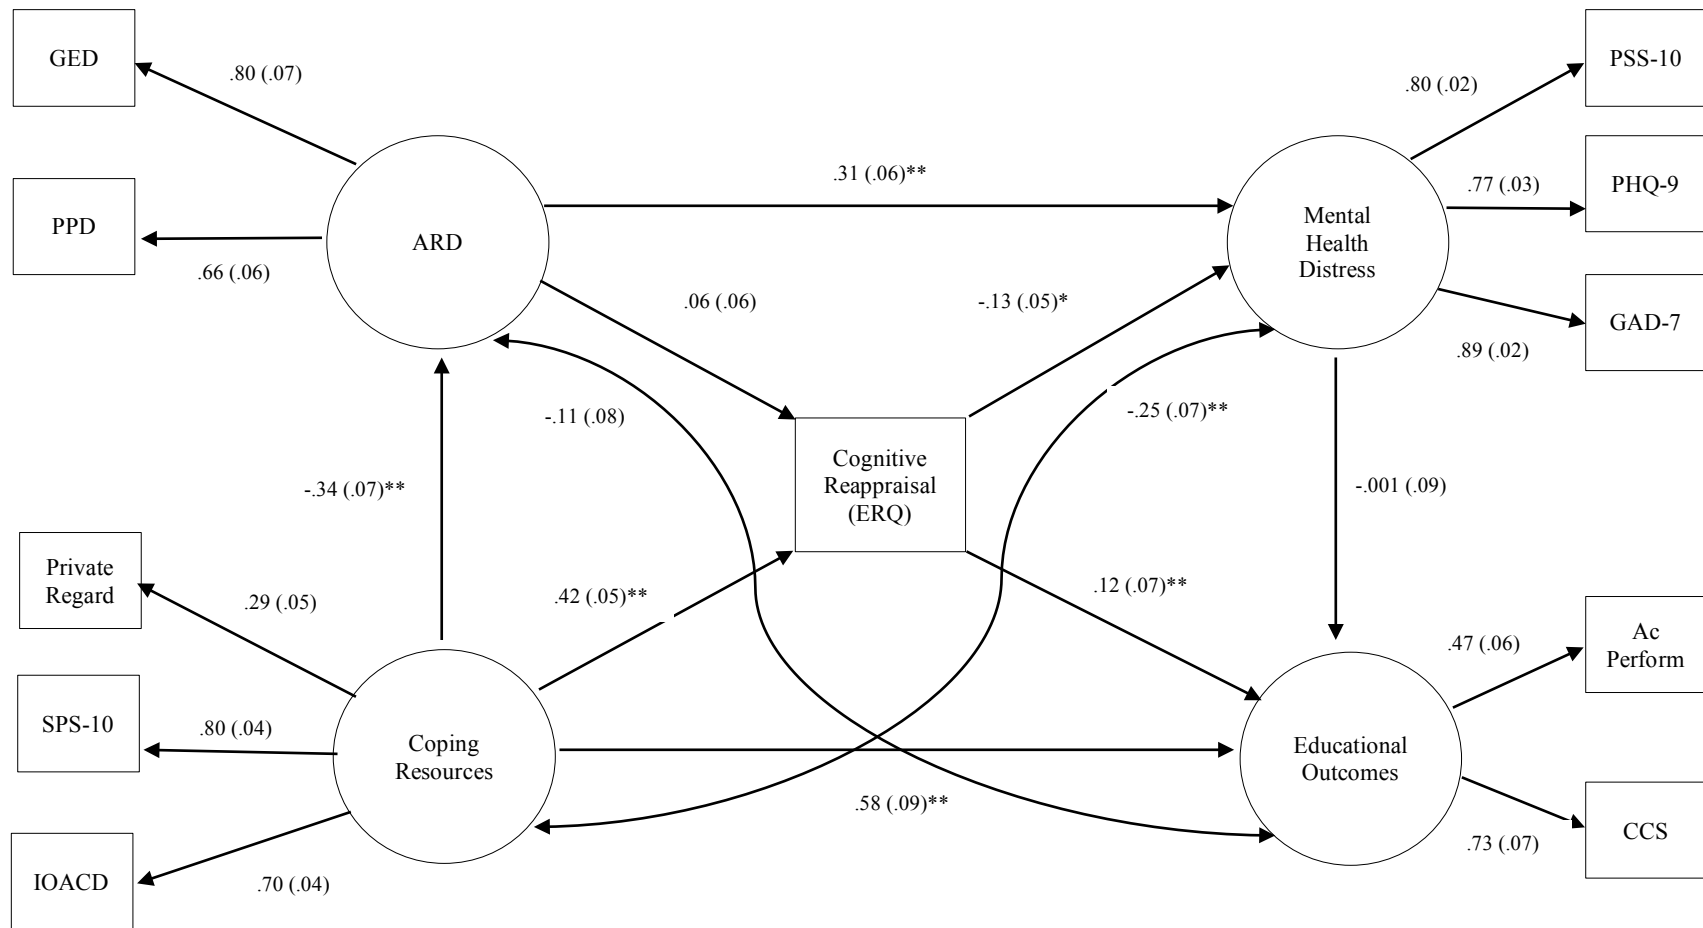 GED
.80 (.07)
PSS-10
.80 (.02)
PPD
.66 (.06)
ARD
.31 (.06)**
Mental
Health
Distress
.77 (.03)
PHQ-9
GAD-7
.89 (.02)
.06 (.06)
-.13 (.05)*
-.11 (.08)
-.25 (.07)**
Cognitive
Reappraisal
(ERQ)
-.34 (.07)**
-.001 (.09)
Private
Regard
.29 (.05)
.42 (.05)**
.12 (.07)**
.47 (.06)
Ac
Perform
SPS-10
.80 (.04)
Coping
Resources
Educational
Outcomes
.58 (.09)**
.73 (.07)
CCS
IOACD
.70 (.04)